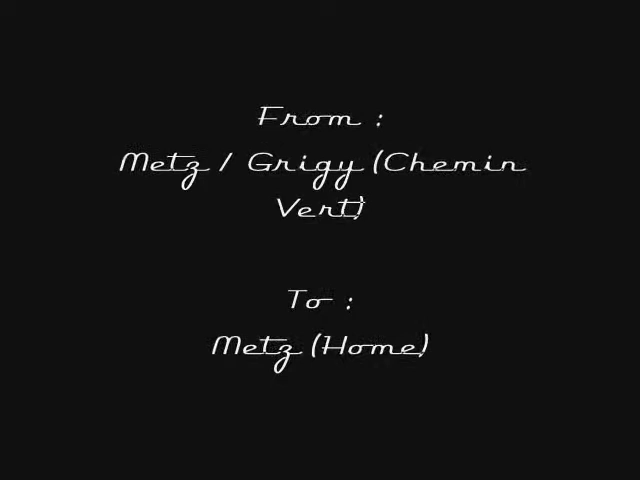 From :
Metz / Grigy (Chemin
Vert)
To :
Metz (Home)